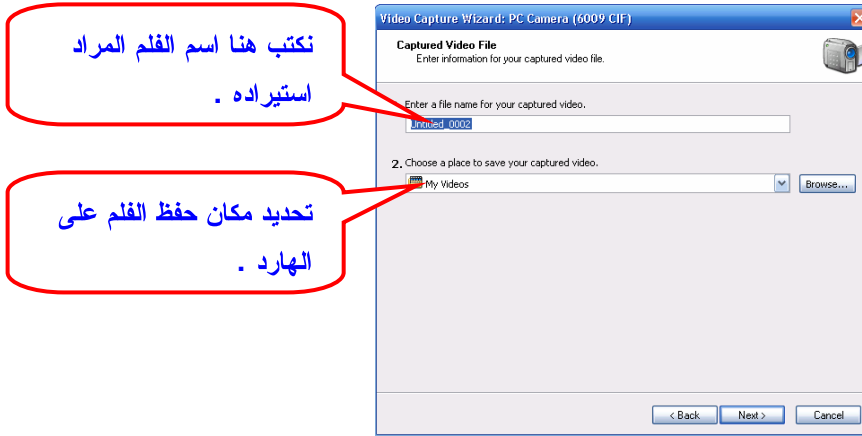 Video Capture Wizard: PC Camera (6009 CIF)
Captured Video File
Enter information for your captured video file.
نكتب هنا اسم الفلم المراد
استيراده .
Enter a file name for your captured video.
Untitled_0002
2. Choose a place to save your captured video.
My Videos
Browse...
تحديد مكان حفظ الفلم على
الهارد .
< Back
Next >
Cancel